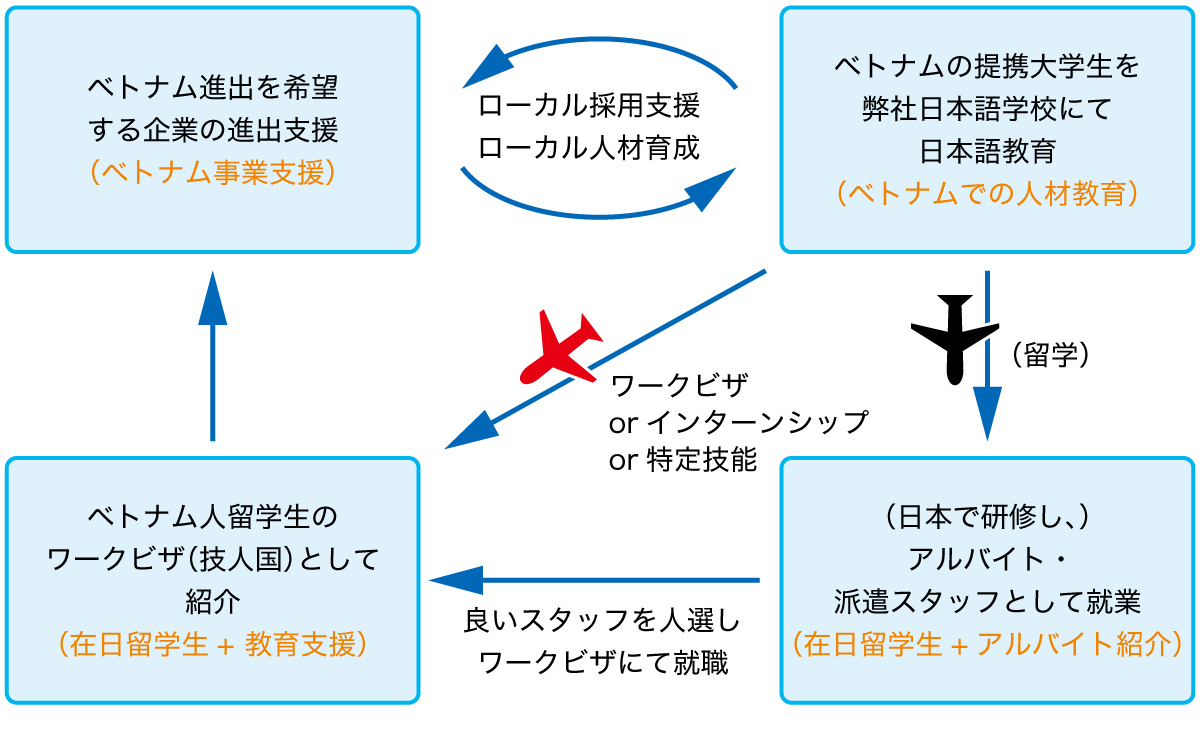 ベトナム進出を希望
する企業の進出支援
（ベトナム事業支援）
ローカル採用支援
ローカル人材育成
ベトナムの提携大学生を
弊社日本語学校にて
日本語教育
（ベトナムでの人材教育）
ワークビザ
or インターンシップ
or 特定技能
（留学）
ベトナム人留学生の
ワークビザ（技人国）として
紹介
（在日留学生 + 教育支援）
良いスタッフを人選し
ワークビザにて就職
（日本で研修し、）
アルバイト・
派遣スタッフとして就業
（在日留学生 + アルバイト紹介）